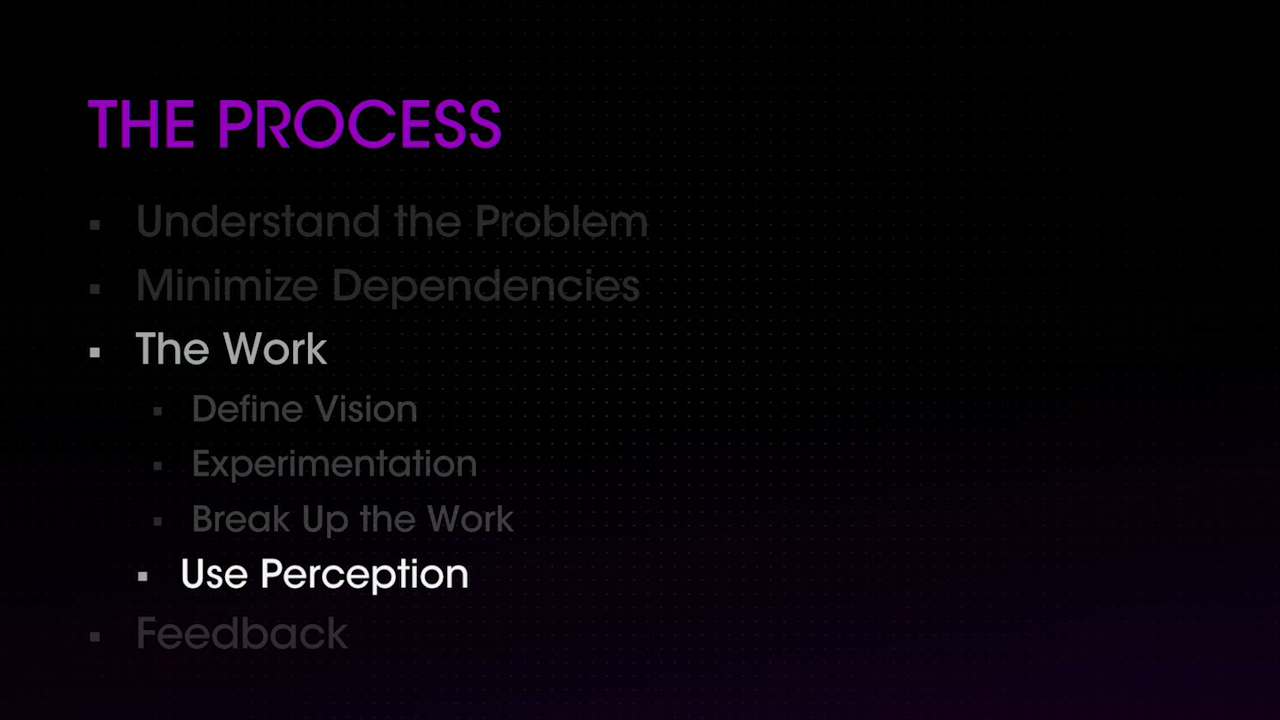 THE PROCESS
▪ Understand the Problem
▪ Minimize Dependencies
▪ The Work
▪ Define Vision
▪ Experimentation
▪ Break Up the Work
▪ Use Perception
▪ Feedback